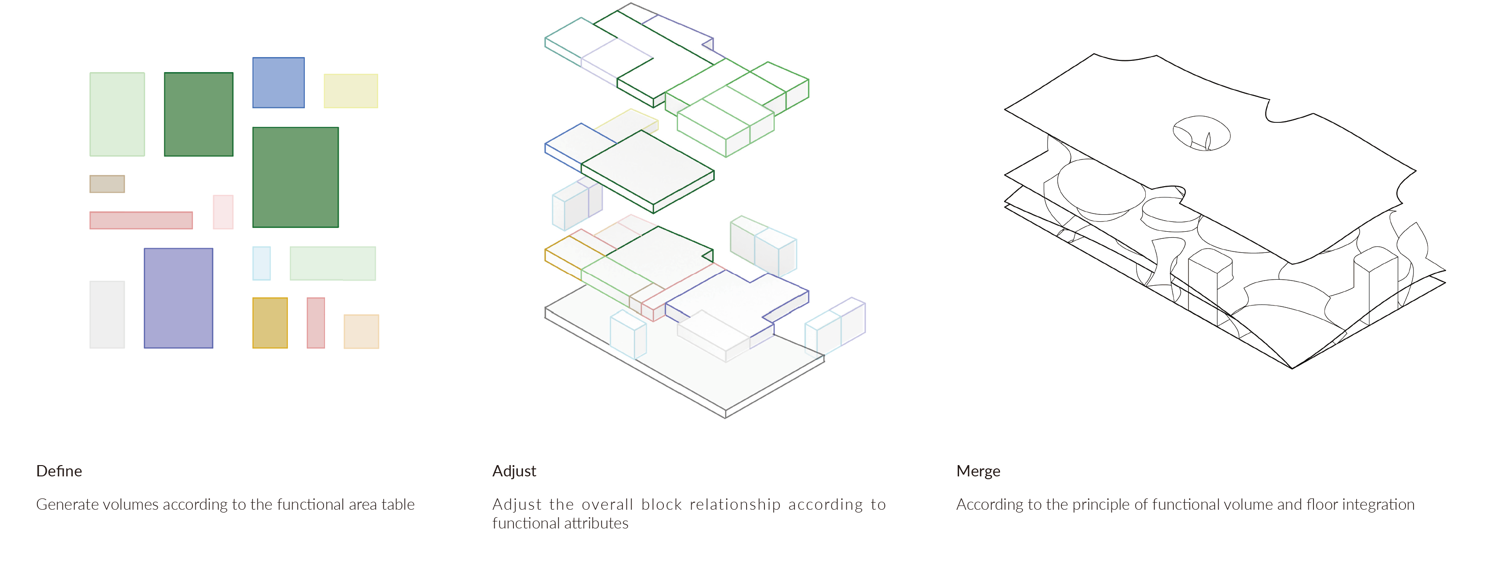 Define
Generate volumes according to the functional area table
Adjust
Adjust the overall block relationship according to
functional attributes
Merge
According to the principle of functional volume and floor integration